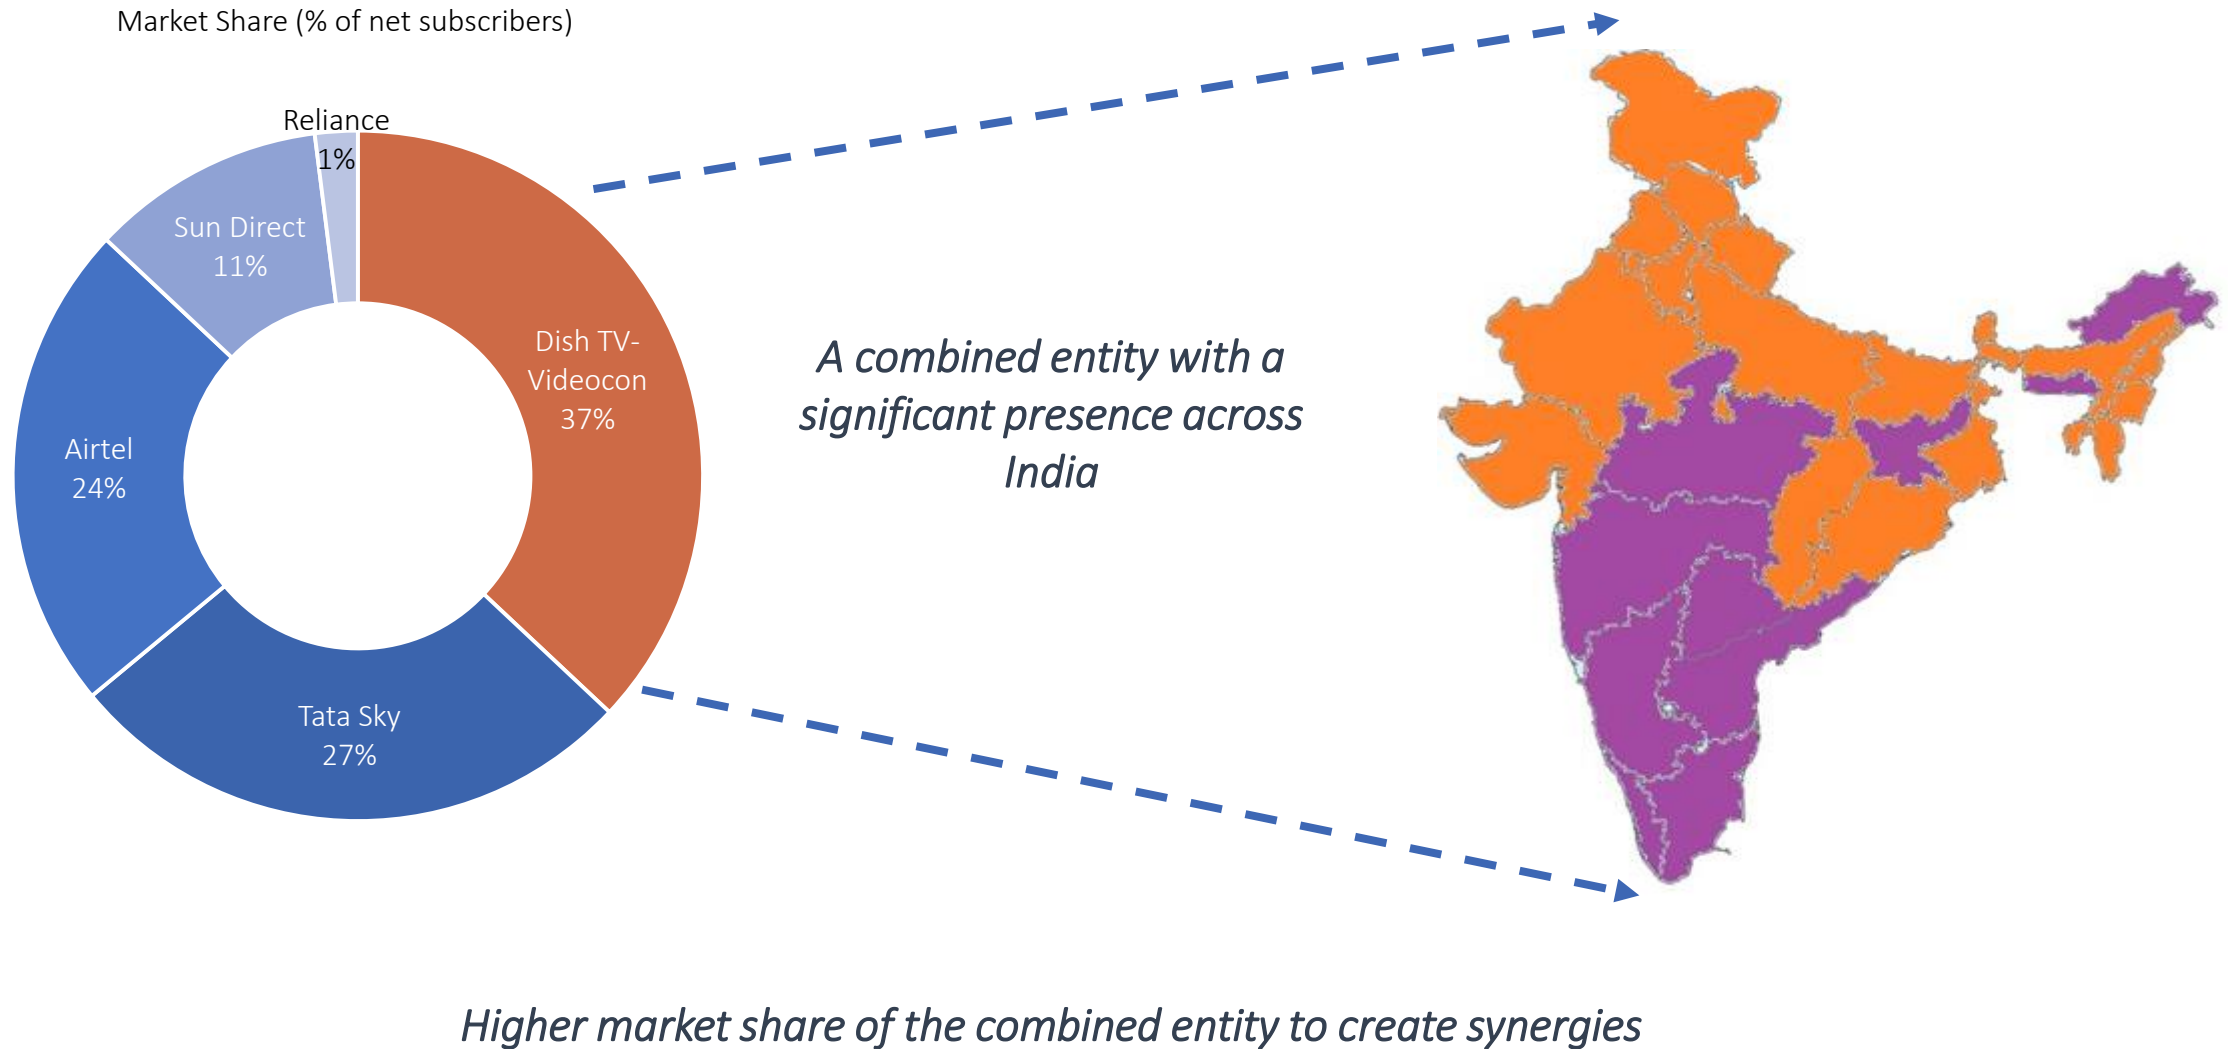 Market Share (% of net subscribers)
Reliance
1%
Sun Direct
11%
Dish TV-
Videocon
37%
Airtel
24%
Tata Sky
27%
A combined entity with a
significant presence across
India
Higher market share of the combined entity to create synergies